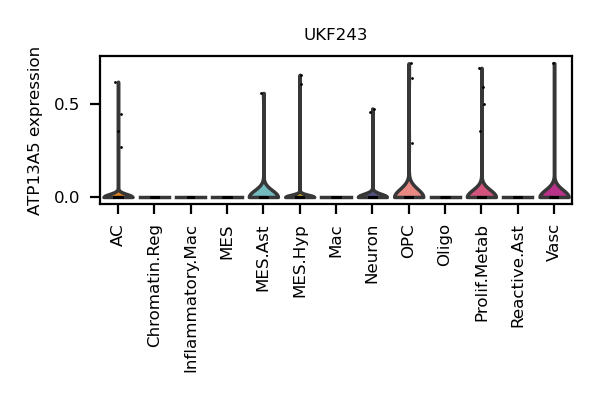 UKF243
ATP13A5 expression
0.5
0.0
AC
Chromatin.Reg
Inflammatory.Mac
MES
MES.Ast
MES.Hyp
Mac
Neuron
OPC
Oligo
Prolif.Metab
Reactive.Ast
Vasc